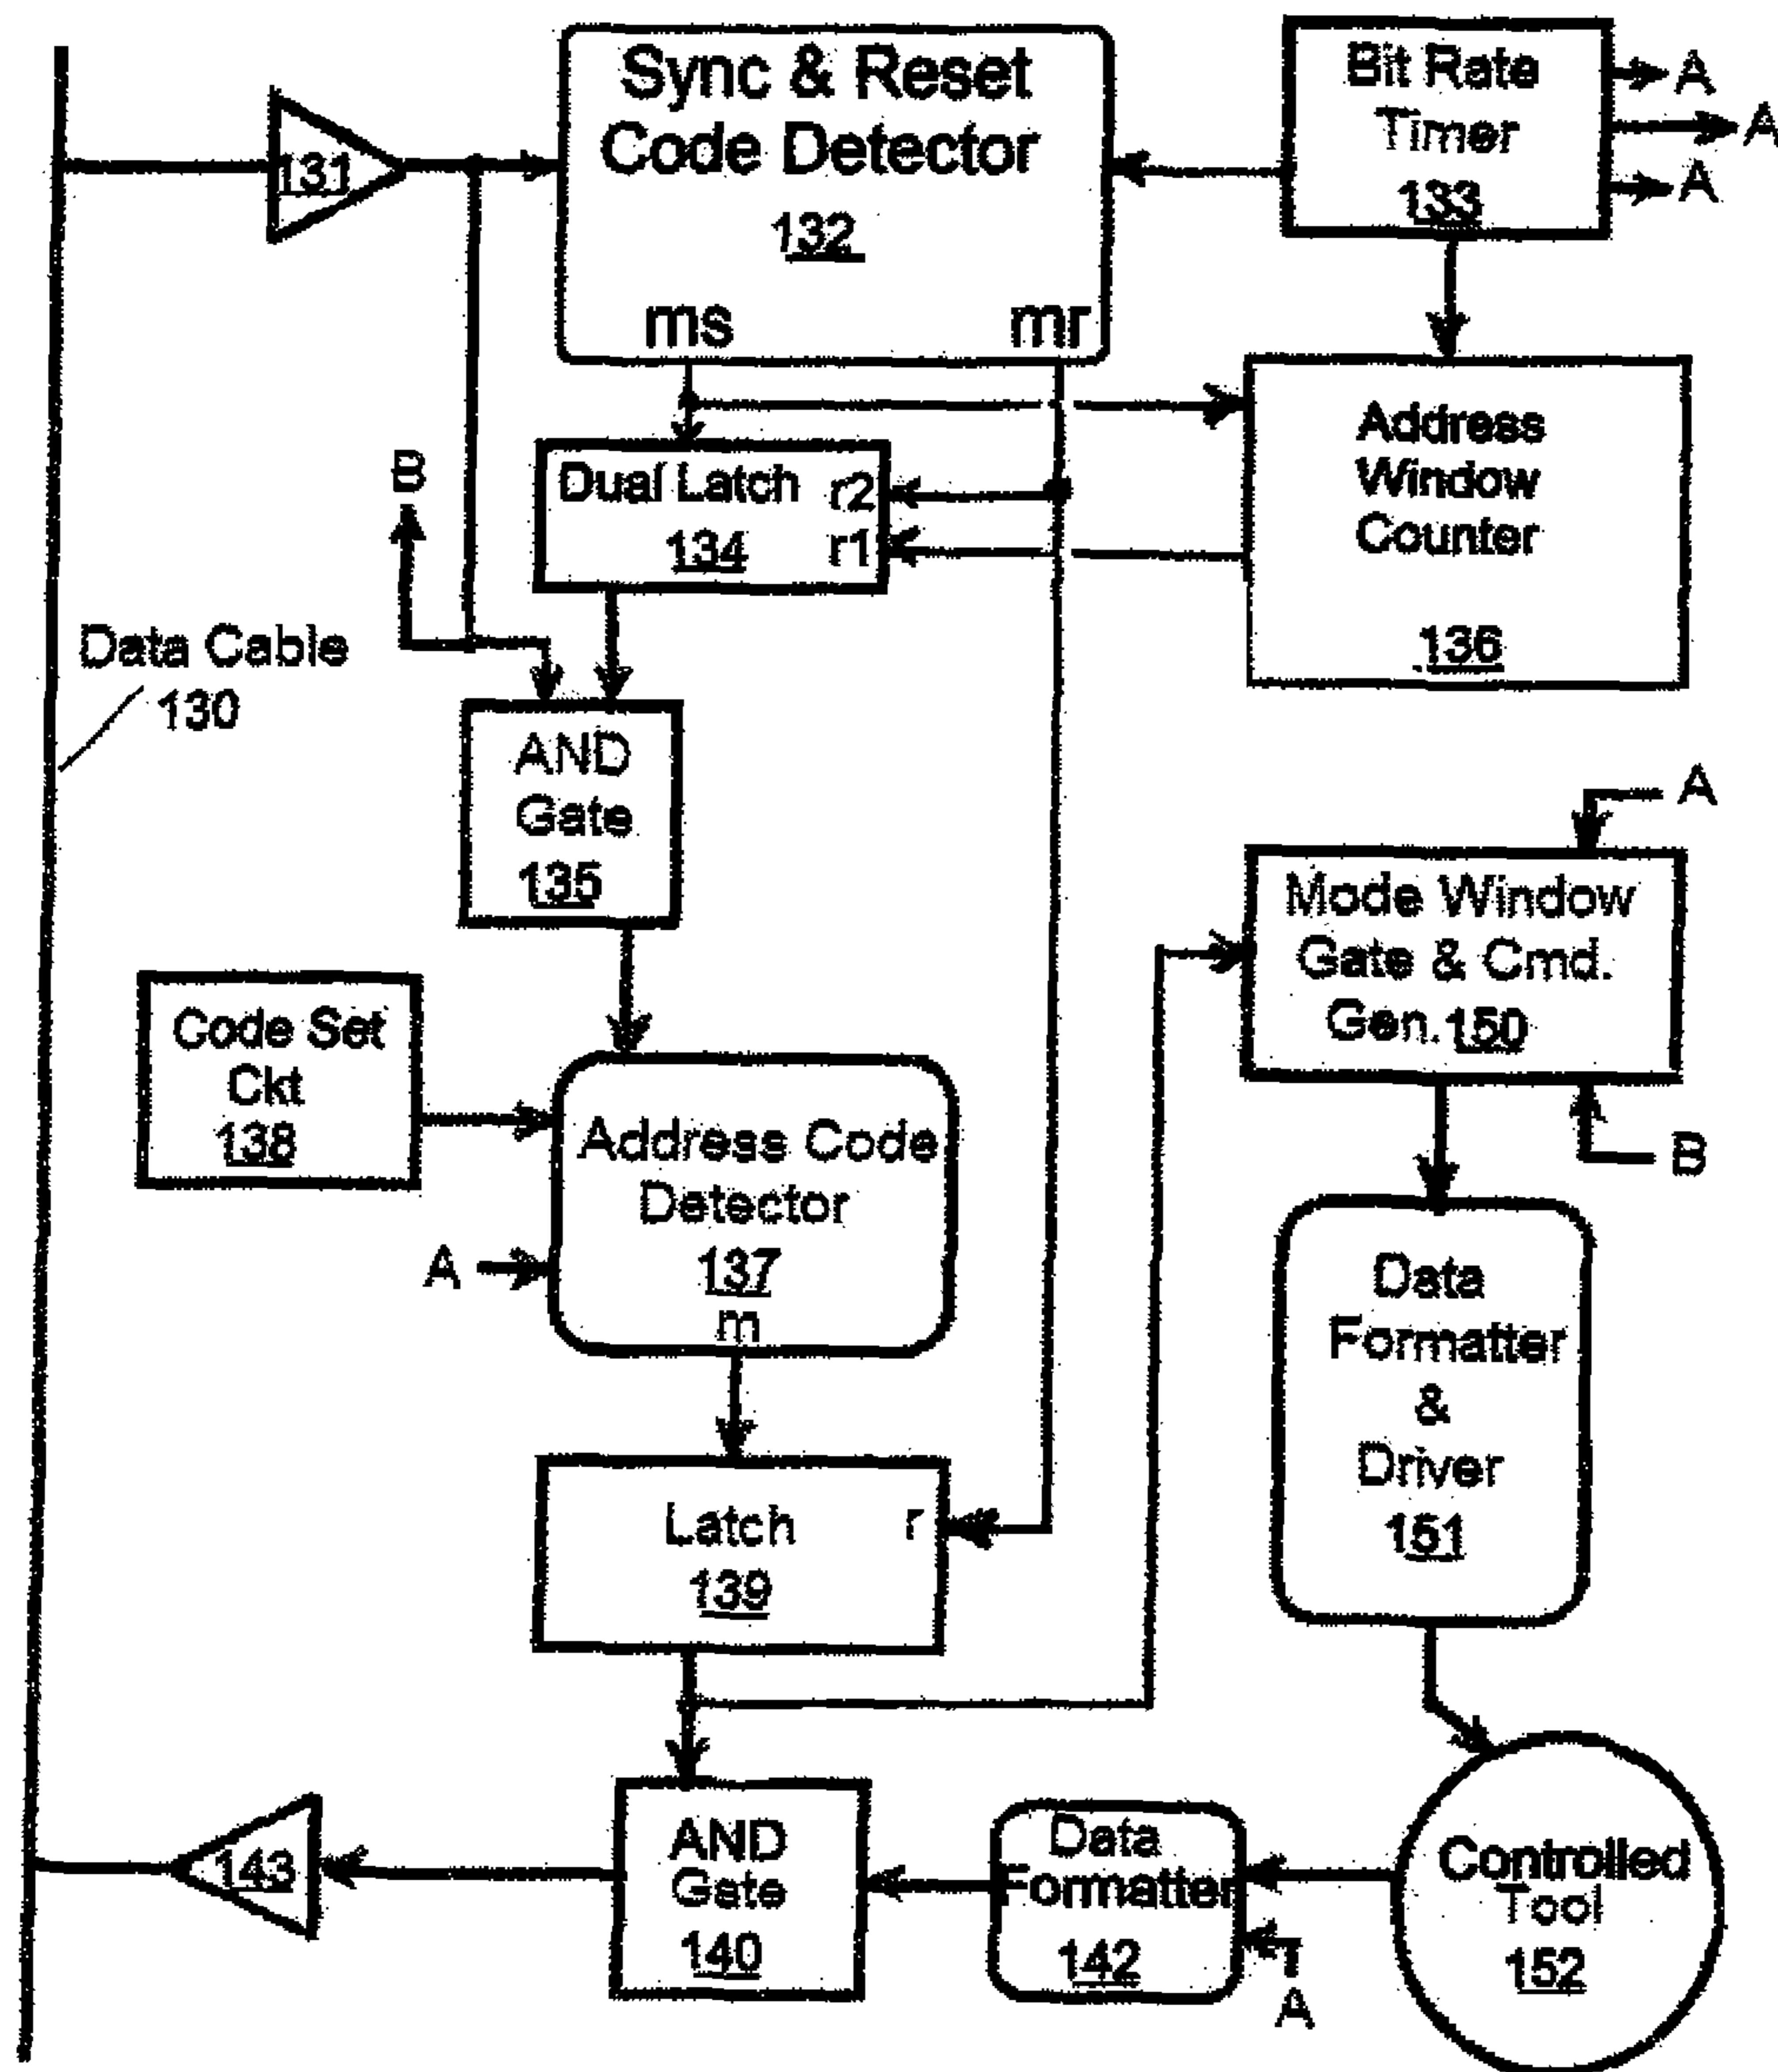 Sync & Reset
Code Detector
132
ms
mr
Bit Rate
Timer
133
A
A
A
131
Address
Window
Counter
136
Dual Latch
134
r2
r1
B
Data Cable
130
AND
Gate
135
A
Mode Window
Gate & Cmd.
Gen. 150
B
Code Set
Ckt
138
Address Code
Detector
137
m
A
Data
Formatter
&
Driver
151
Latch
139
r
143
AND
Gate
140
Data
Formatter
142
A
Controlled
Tool
152